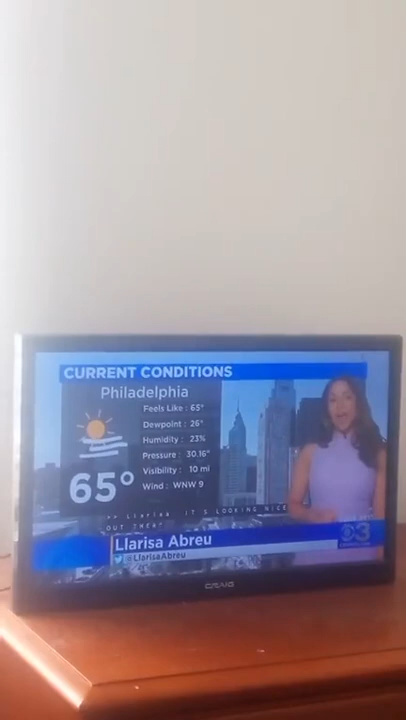 CURRENT CONDITIONS
Philadelphia
Feels Like : 65°
Dewpoint : 26°
Humidity : 23%
Pressure : 30.16"
Visibility : 10 mi
Wind : WNW 9
65°
>> Llarisa IT'S LOOKING NICE
OUT THERE
Llarisa Abreu
@LlarisaAbreu
3
CRAIG